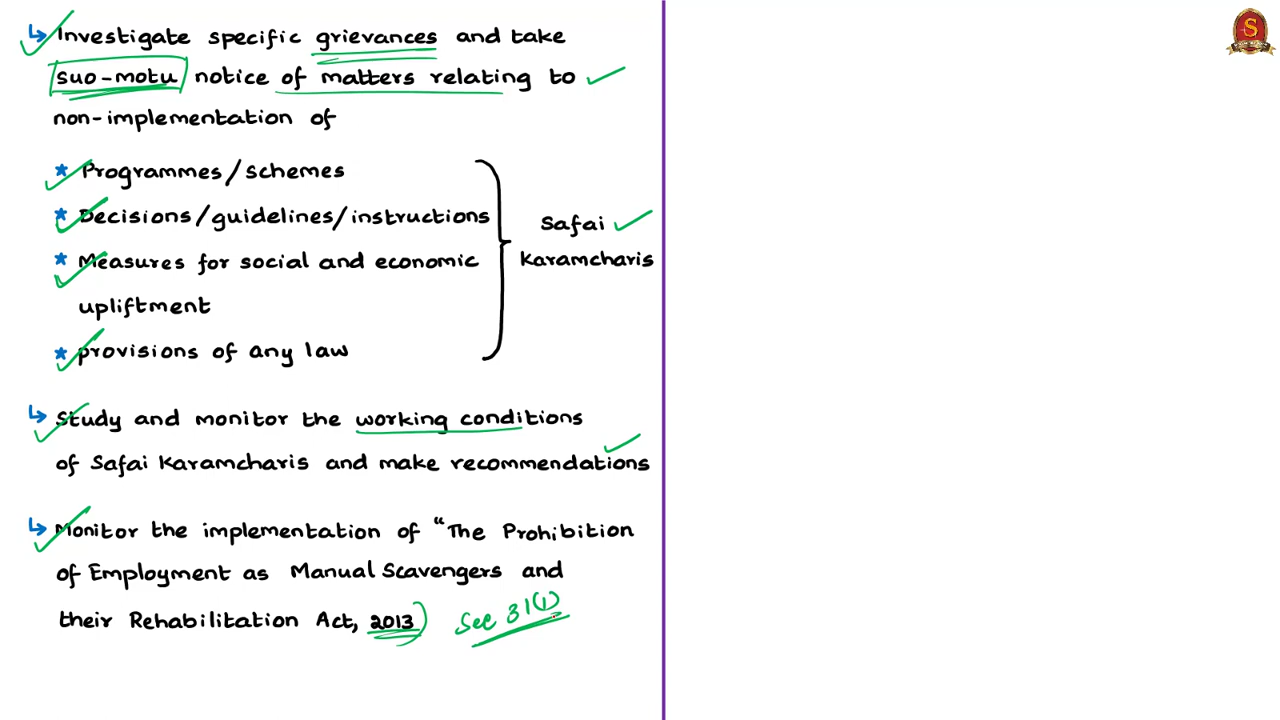 Investigate specific grievances and take
suo-motu notice of matters relating to
non-implementation of
* Programmes/schemes
* Decisions/guidelines/instructions
* Measures for social and economic
upliftment
* provisions of any law
Safai
Karamcharis
Study and monitor the working conditions
of Safai Karamcharis and make recommendations
Monitor the implementation of "The Prohibition
of Employment as Manual Scavengers and
their Rehabilitation Act, 2013) Sec 31(1)
S